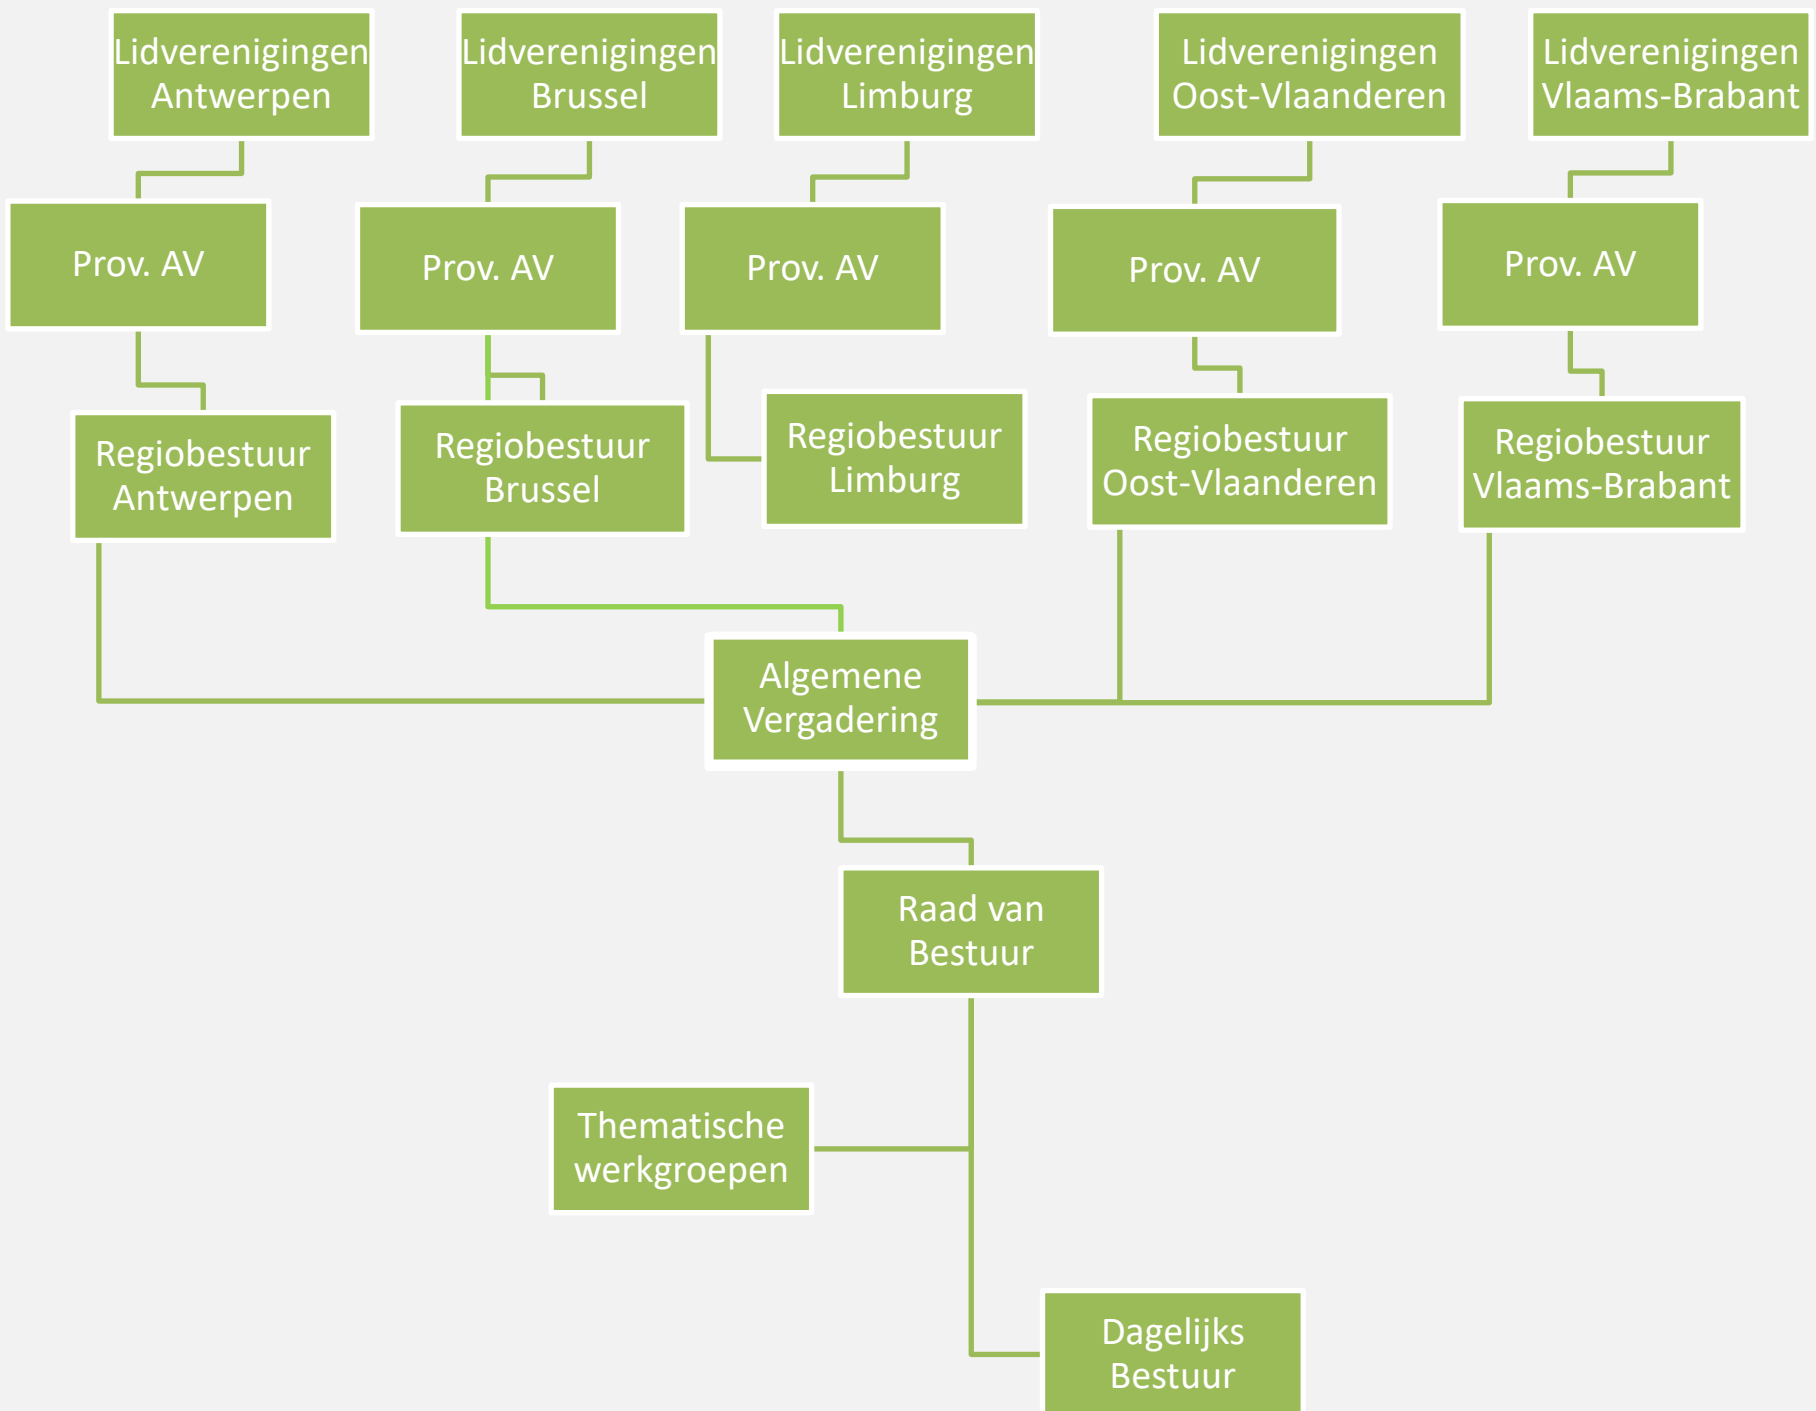 Lidverenigingen
Antwerpen
Lidverenigingen
Brussel
Lidverenigingen
Limburg
Lidverenigingen
Oost-Vlaanderen
Lidverenigingen
Vlaams-Brabant
Prov. AV
Prov. AV
Prov. AV
Prov. AV
Prov. AV
Regiobestuur
Antwerpen
Regiobestuur
Brussel
Regiobestuur
Limburg
Regiobestuur
Oost-Vlaanderen
Regiobestuur
Vlaams-Brabant
Algemene
Vergadering
Raad van
Bestuur
Thematische
werkgroepen
Dagelijks
Bestuur